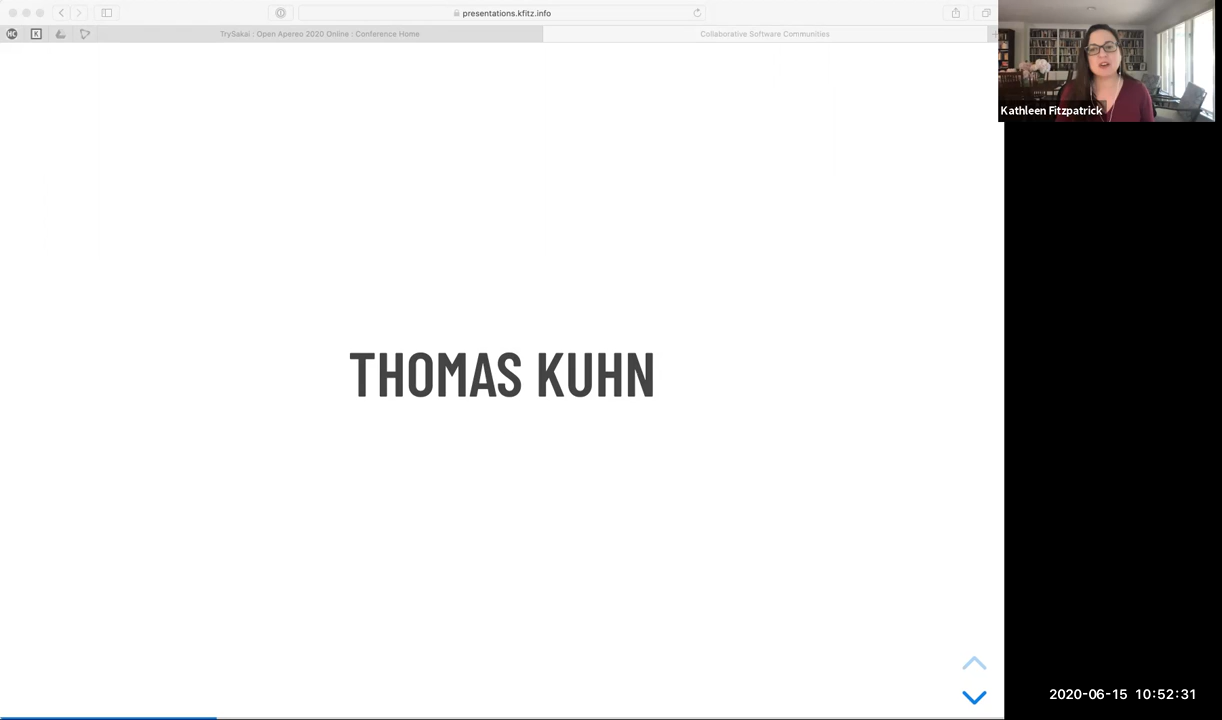 presentations.kfitz.info
HC
K
TrySakai : Open Apereo 2020 Online : Conference Home
Collaborative Software Communities
Kathleen Fitzpatrick
THOMAS KUHN
2020-06-15 10:52:31